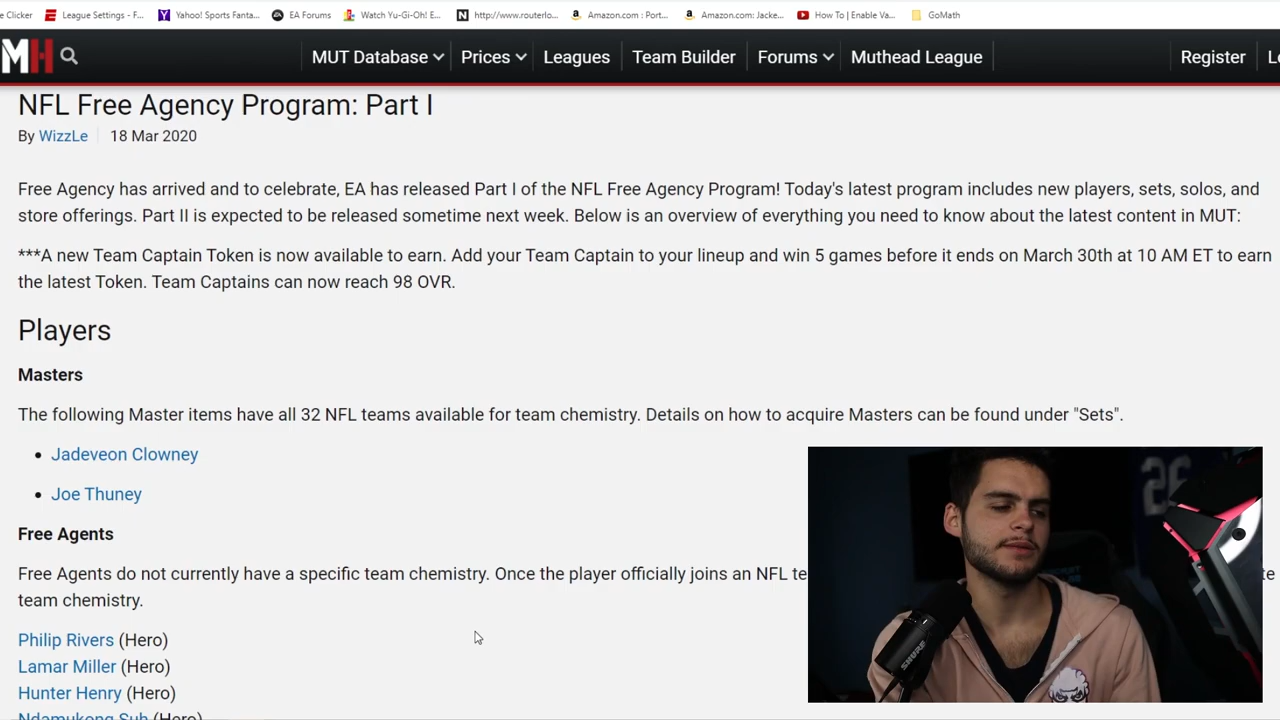 e Clicker League Settings - F... Yahoo! Sports Fanta... EA Forums Watch Yu-Gi-Oh! E... http://www.routerlo... Amazon.com : Port... Amazon.com: Jacke... How To | Enable Va... GoMath
MH MUT Database Prices Leagues Team Builder Forums Muthead League Register L
NFL Free Agency Program: Part I
By WizzLe 18 Mar 2020
Free Agency has arrived and to celebrate, EA has released Part I of the NFL Free Agency Program! Today's latest program includes new players, sets, solos, and
store offerings. Part II is expected to be released sometime next week. Below is an overview of everything you need to know about the latest content in MUT:
***A new Team Captain Token is now available to earn. Add your Team Captain to your lineup and win 5 games before it ends on March 30th at 10 AM ET to earn
the latest Token. Team Captains can now reach 98 OVR.
Players
Masters
The following Master items have all 32 NFL teams available for team chemistry. Details on how to acquire Masters can be found under "Sets".
• Jadeveon Clowney
• Joe Thuney
Free Agents
Free Agents do not currently have a specific team chemistry. Once the player officially joins an NFL te te
team chemistry.
Philip Rivers (Hero)
Lamar Miller (Hero)
Hunter Henry (Hero)
Ndamukong Suh (Hero)
26
SHURE